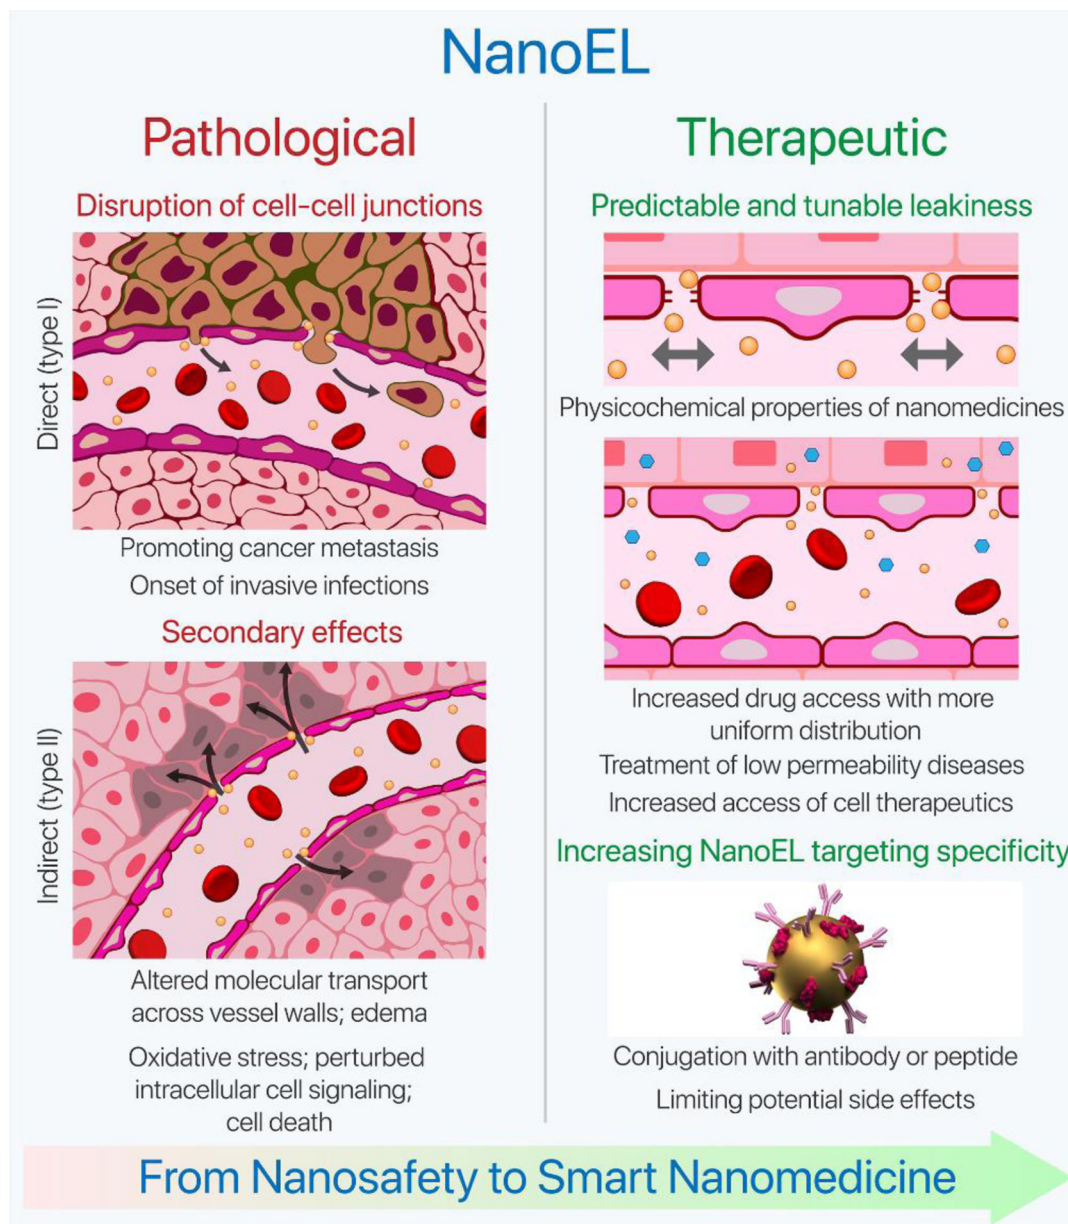 NanoEL
Pathological
Disruption of cell-cell junctions
Direct (type I)
Promoting cancer metastasis
Onset of invasive infections
Secondary effects
Indirect (type II)
Altered molecular transport
across vessel walls; edema
Oxidative stress; perturbed
intracellular cell signaling;
cell death
Therapeutic
Predictable and tunable leakiness
Physicochemical properties of nanomedicines
Increased drug access with more
uniform distribution
Treatment of low permeability diseases
Increased access of cell therapeutics
Increasing NanoEL targeting specificity
Conjugation with antibody or peptide
Limiting potential side effects
From Nanosafety to Smart Nanomedicine